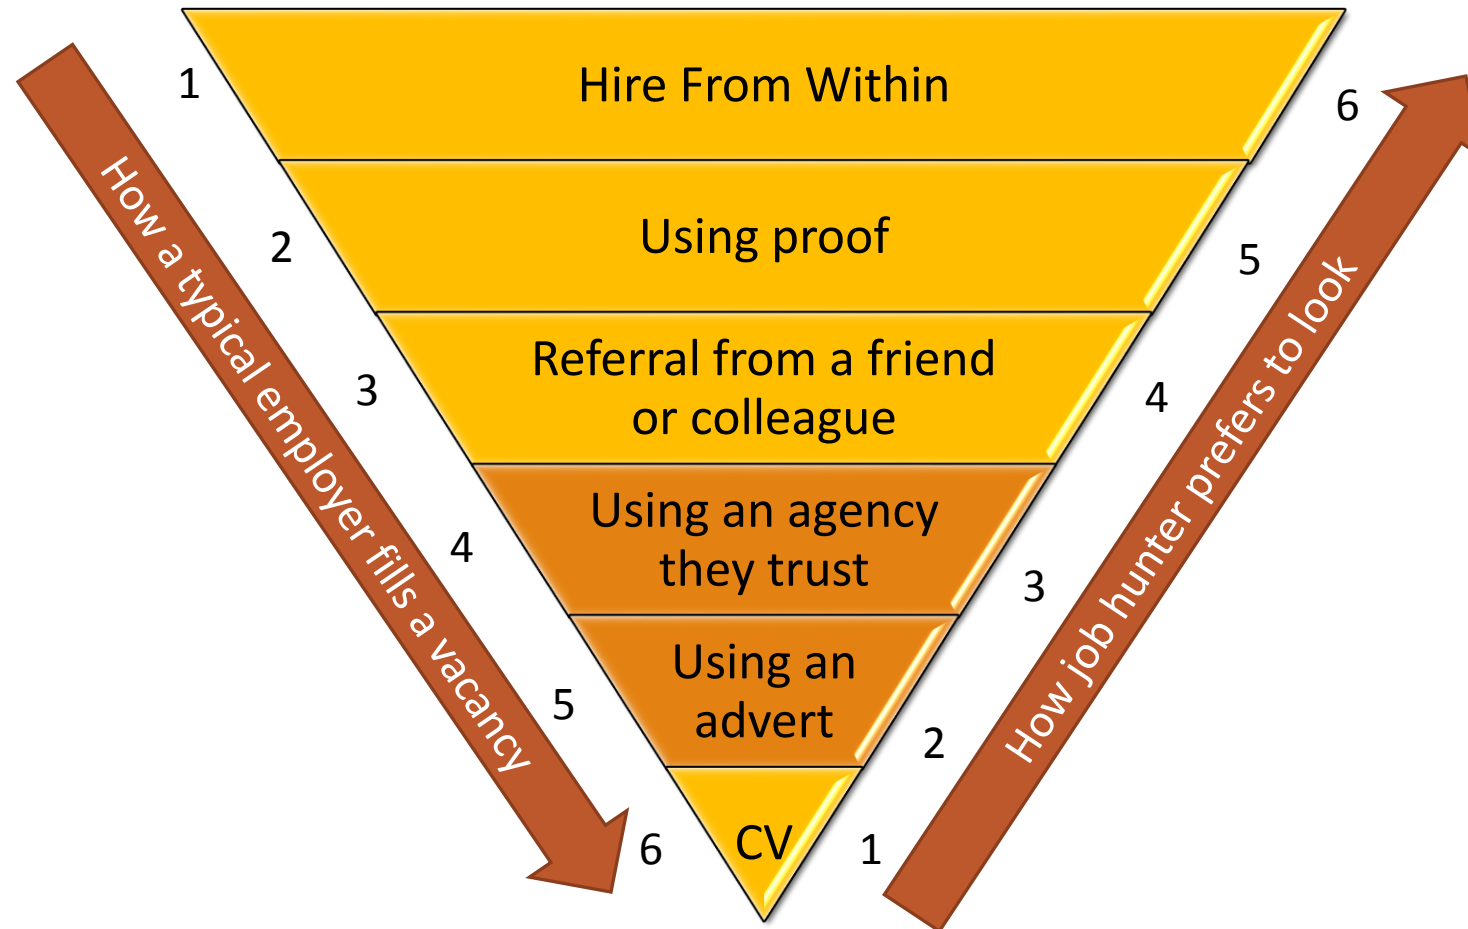 1
Hire From Within
6
How a typical employer fills a vacancy
2
Using proof
5
3
Referral from a friend
or colleague
4
How job hunter prefers to look
4
Using an agency
they trust
3
5
Using an
advert
2
6
CV
1